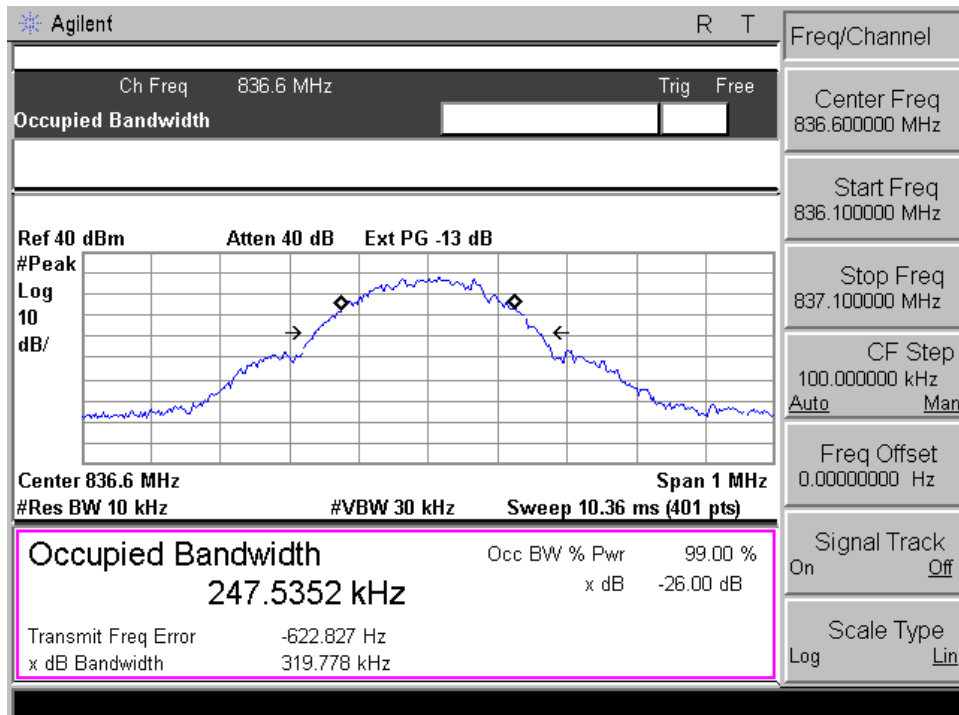 Agilent R T
Ch Freq 836.6 MHz Trig Free
Occupied Bandwidth
Ref 40 dBm Atten 40 dB Ext PG -13 dB
#Peak
Log
10
dB/
Center 836.6 MHz Span 1 MHz
#Res BW 10 kHz #VBW 30 kHz Sweep 10.36 ms (401 pts)
Occupied Bandwidth Occ BW % Pwr 99.00 %
247.5352 kHz x dB -26.00 dB
Transmit Freq Error -622.827 Hz
x dB Bandwidth 319.778 kHz
Freq/Channel
Center Freq
836.600000 MHz
Start Freq
836.100000 MHz
Stop Freq
837.100000 MHz
CF Step
100.000000 kHz
Auto Man
Freq Offset
0.00000000 Hz
Signal Track
On Off
Scale Type
Log Lin